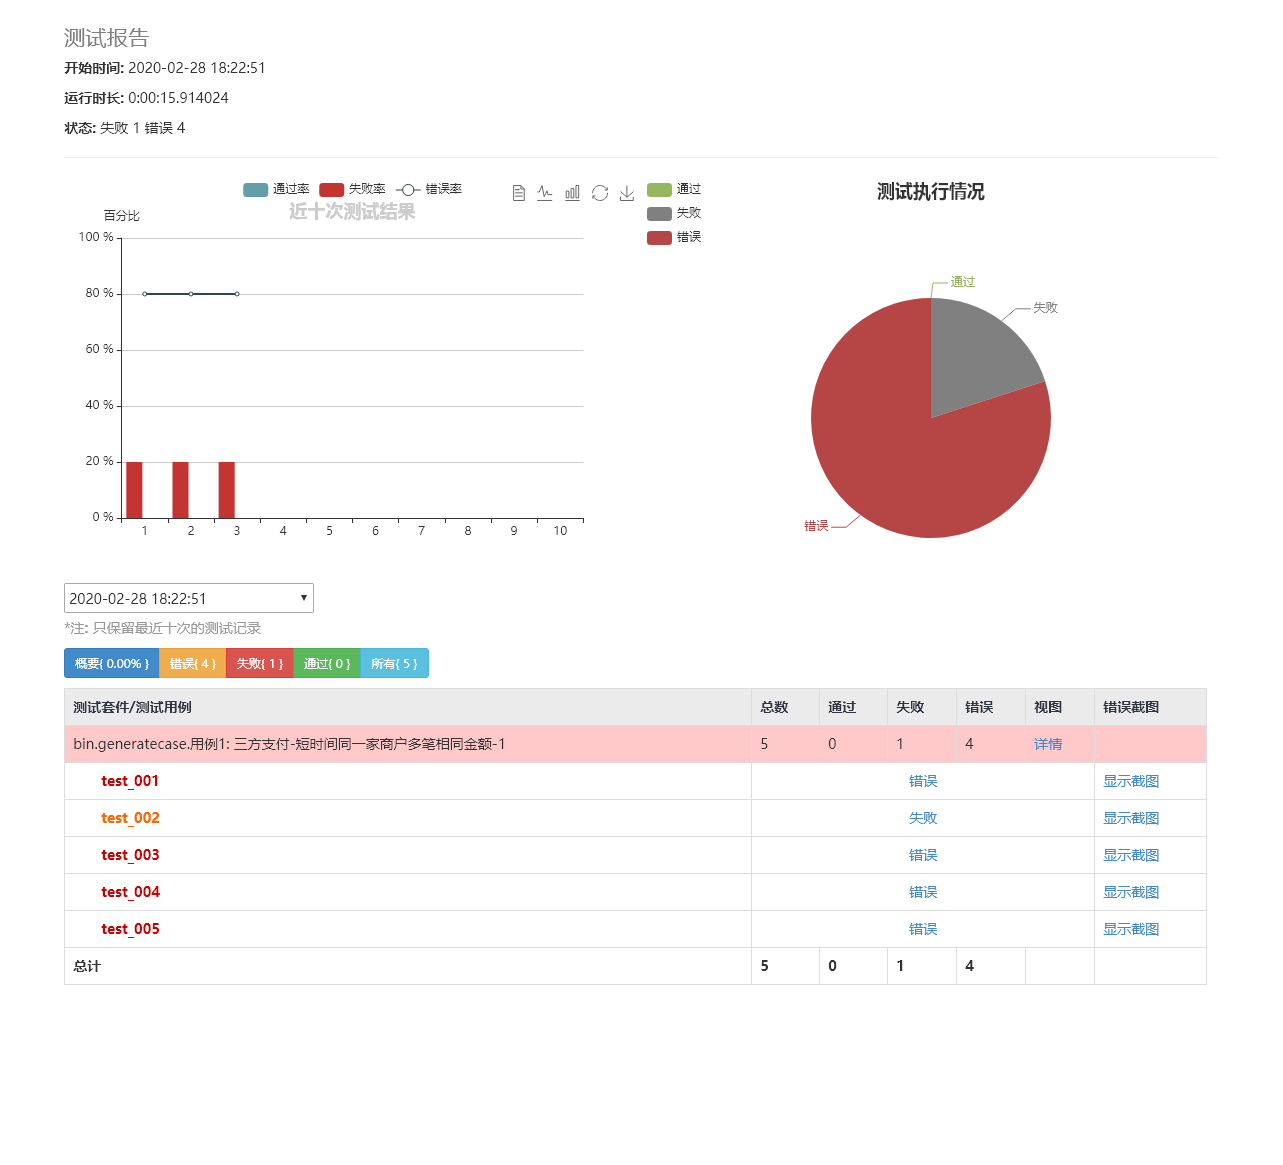 测试报告
开始时间: 2020-02-28 18:22:51
运行时长: 0:00:15.914024
状态: 失败 1 错误 4
通过率 失败率 错误率
近十次测试结果
百分比
100 %
80 %
60 %
40 %
20 %
0 %
1 2 3 4 5 6 7 8 9 10
测试执行情况
通过
失败
错误
通过
失败
错误
2020-02-28 18:22:51
*注: 只保留最近十次的测试记录
概要{ 0.00% } 错误{ 4 } 失败{ 1 } 通过{ 0 } 所有{ 5 }
测试套件/测试用例 总数 通过 失败 错误 视图 错误截图
bin.generatecase.用例1: 三方支付-短时间同一家商户多笔相同金额-1 5 0 1 4 详情
test_001 错误 显示截图
test_002 失败 显示截图
test_003 错误 显示截图
test_004 错误 显示截图
test_005 错误 显示截图
总计 5 0 1 4